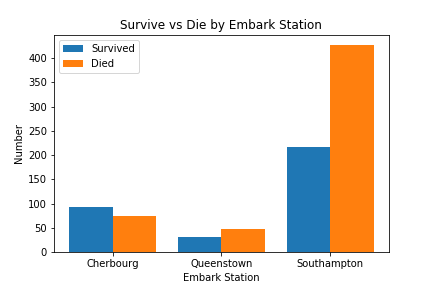 Survive vs Die by Embark Station
Survived
Died
Number
400
350
300
250
200
150
100
50
0
Cherbourg
Queenstown
Southampton
Embark Station